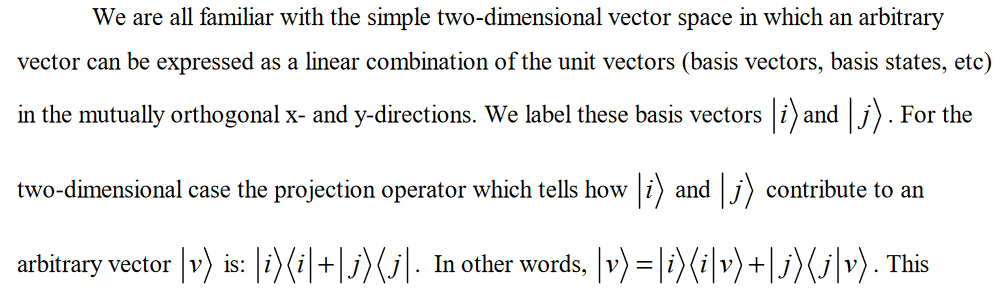 We are all familiar with the simple two-dimensional vector space in which an arbitrary
vector can be expressed as a linear combination of the unit vectors (basis vectors, basis states, etc)
in the mutually orthogonal x- and y-directions. We label these basis vectors |i⟩ and |j⟩. For the
two-dimensional case the projection operator which tells how |i⟩ and |j⟩ contribute to an
arbitrary vector |v⟩ is: |i⟩⟨i|+|j⟩⟨j|. In other words, |v⟩=|i⟩⟨i|v⟩+|j⟩⟨j|v⟩. This